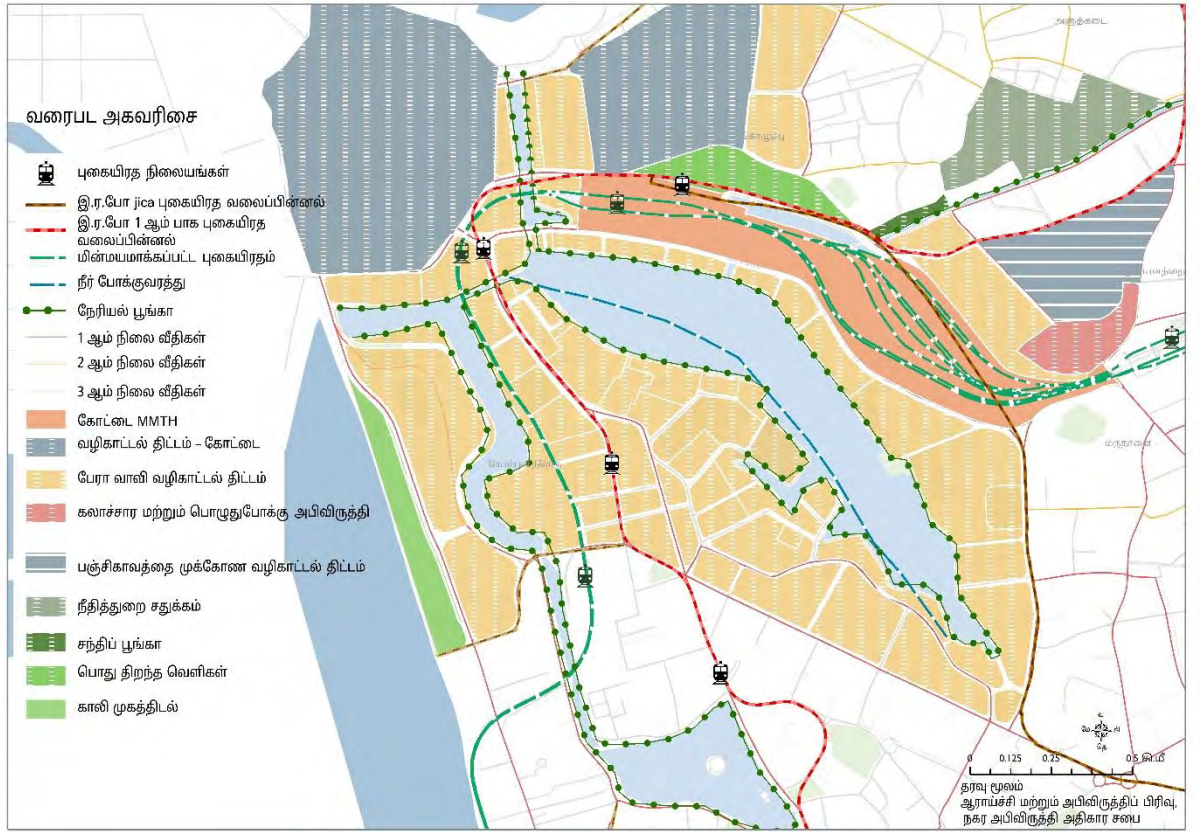 வரைபட அகவரிசை
புகையிரத நிலையங்கள்
இ.ர.போ jica புகையிரத வலைப்பின்னல்
இ.ர.போ 1 ஆம் பாக புகையிரத
வலைப்பின்னல்
மின்மயமாக்கப்பட்ட புகையிரதம்
நீர் போக்குவரத்து
நேரியல் பூங்கா
1 ஆம் நிலை வீதிகள்
2 ஆம் நிலை வீதிகள்
3 ஆம் நிலை வீதிகள்
கோட்டை MMTH
வழிகாட்டல் திட்டம் – கோட்டை
பேரா வாவி வழிகாட்டல் திட்டம்
கலாச்சார மற்றும் பொழுதுபோக்கு அபிவிருத்தி
பஞ்சிகாவத்தை முக்கோண வழிகாட்டல் திட்டம்
நீதித்துறை சதுக்கம்
சந்திப் பூங்கா
பொது திறந்த வெளிகள்
காலி முகத்திடல்
அளுத்கடை
கொழும்பு
மருதானை
0 0.125 0.25 0.5 கி.மீ
தரவு மூலம்
ஆராய்ச்சி மற்றும் அபிவிருத்திப் பிரிவு,
நகர அபிவிருத்தி அதிகார சபை